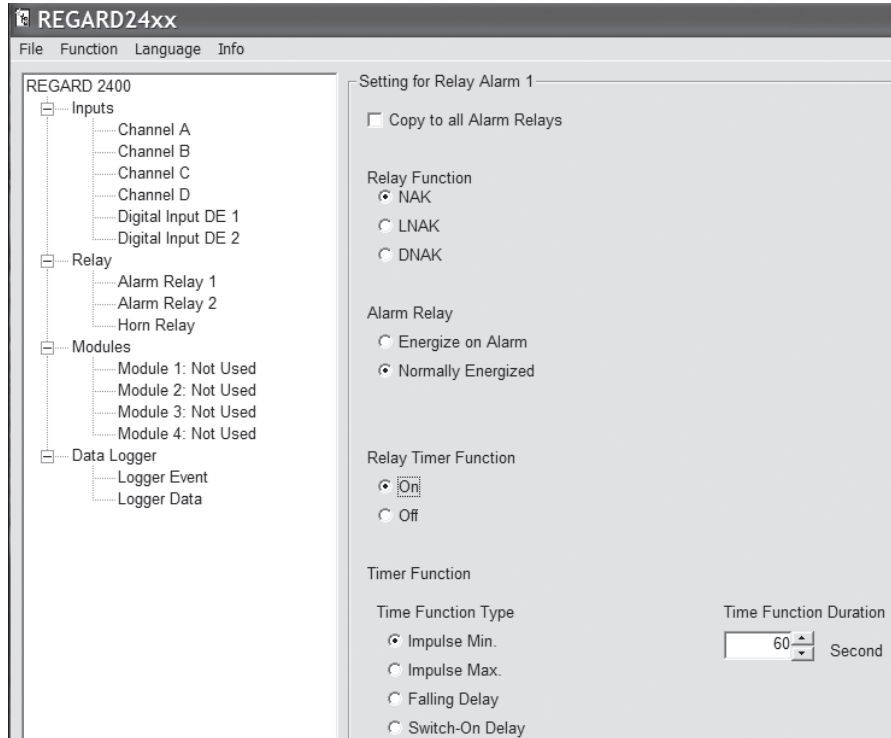 REGARD24xx
File Function Language Info
REGARD 2400
Inputs
Channel A
Channel B
Channel C
Channel D
Digital Input DE 1
Digital Input DE 2
Relay
Alarm Relay 1
Alarm Relay 2
Horn Relay
Modules
Module 1: Not Used
Module 2: Not Used
Module 3: Not Used
Module 4: Not Used
Data Logger
Logger Event
Logger Data
Setting for Relay Alarm 1
Copy to all Alarm Relays
Relay Function
NAK
LNAK
DNAK
Alarm Relay
Energize on Alarm
Normally Energized
Relay Timer Function
On
Off
Timer Function
Time Function Type
Impulse Min.
Impulse Max.
Falling Delay
Switch-On Delay
Time Function Duration
60 Second